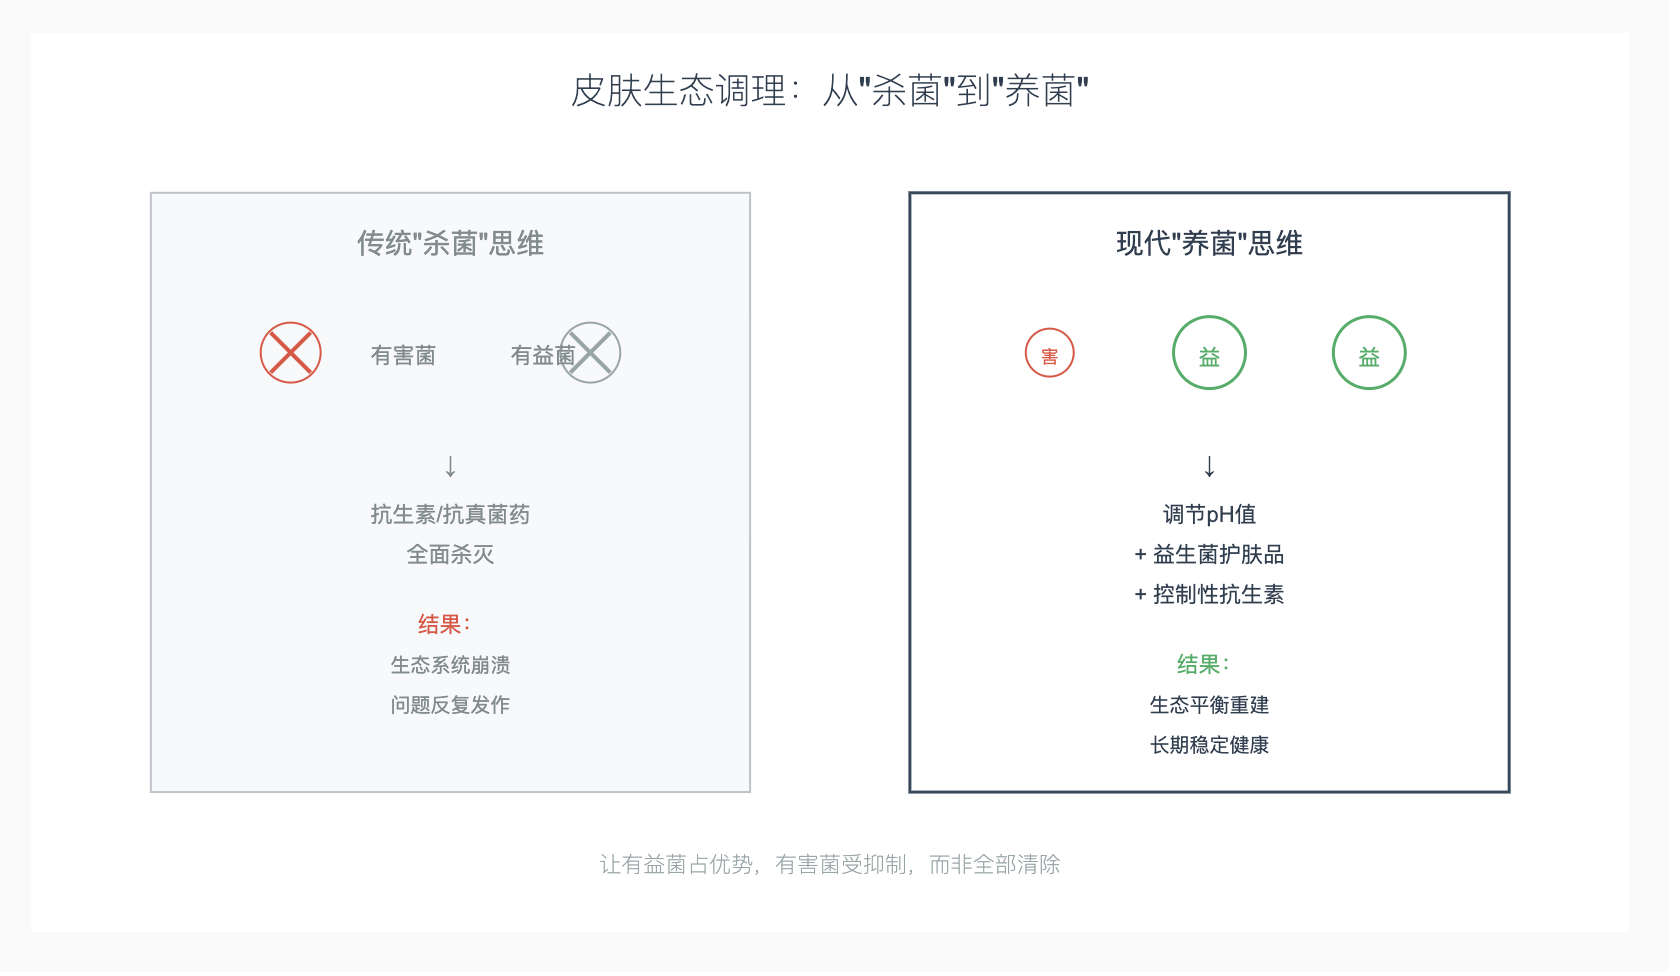 皮肤生态调理：从"杀菌"到"养菌"
传统"杀菌"思维
有害菌 有益菌
↓
抗生素/抗真菌药
全面杀灭
结果：
生态系统崩溃
问题反复发作
现代"养菌"思维
害 益 益
↓
调节pH值
+ 益生菌护肤品
+ 控制性抗生素
结果：
生态平衡重建
长期稳定健康
让有益菌占优势，有害菌受抑制，而非全部清除